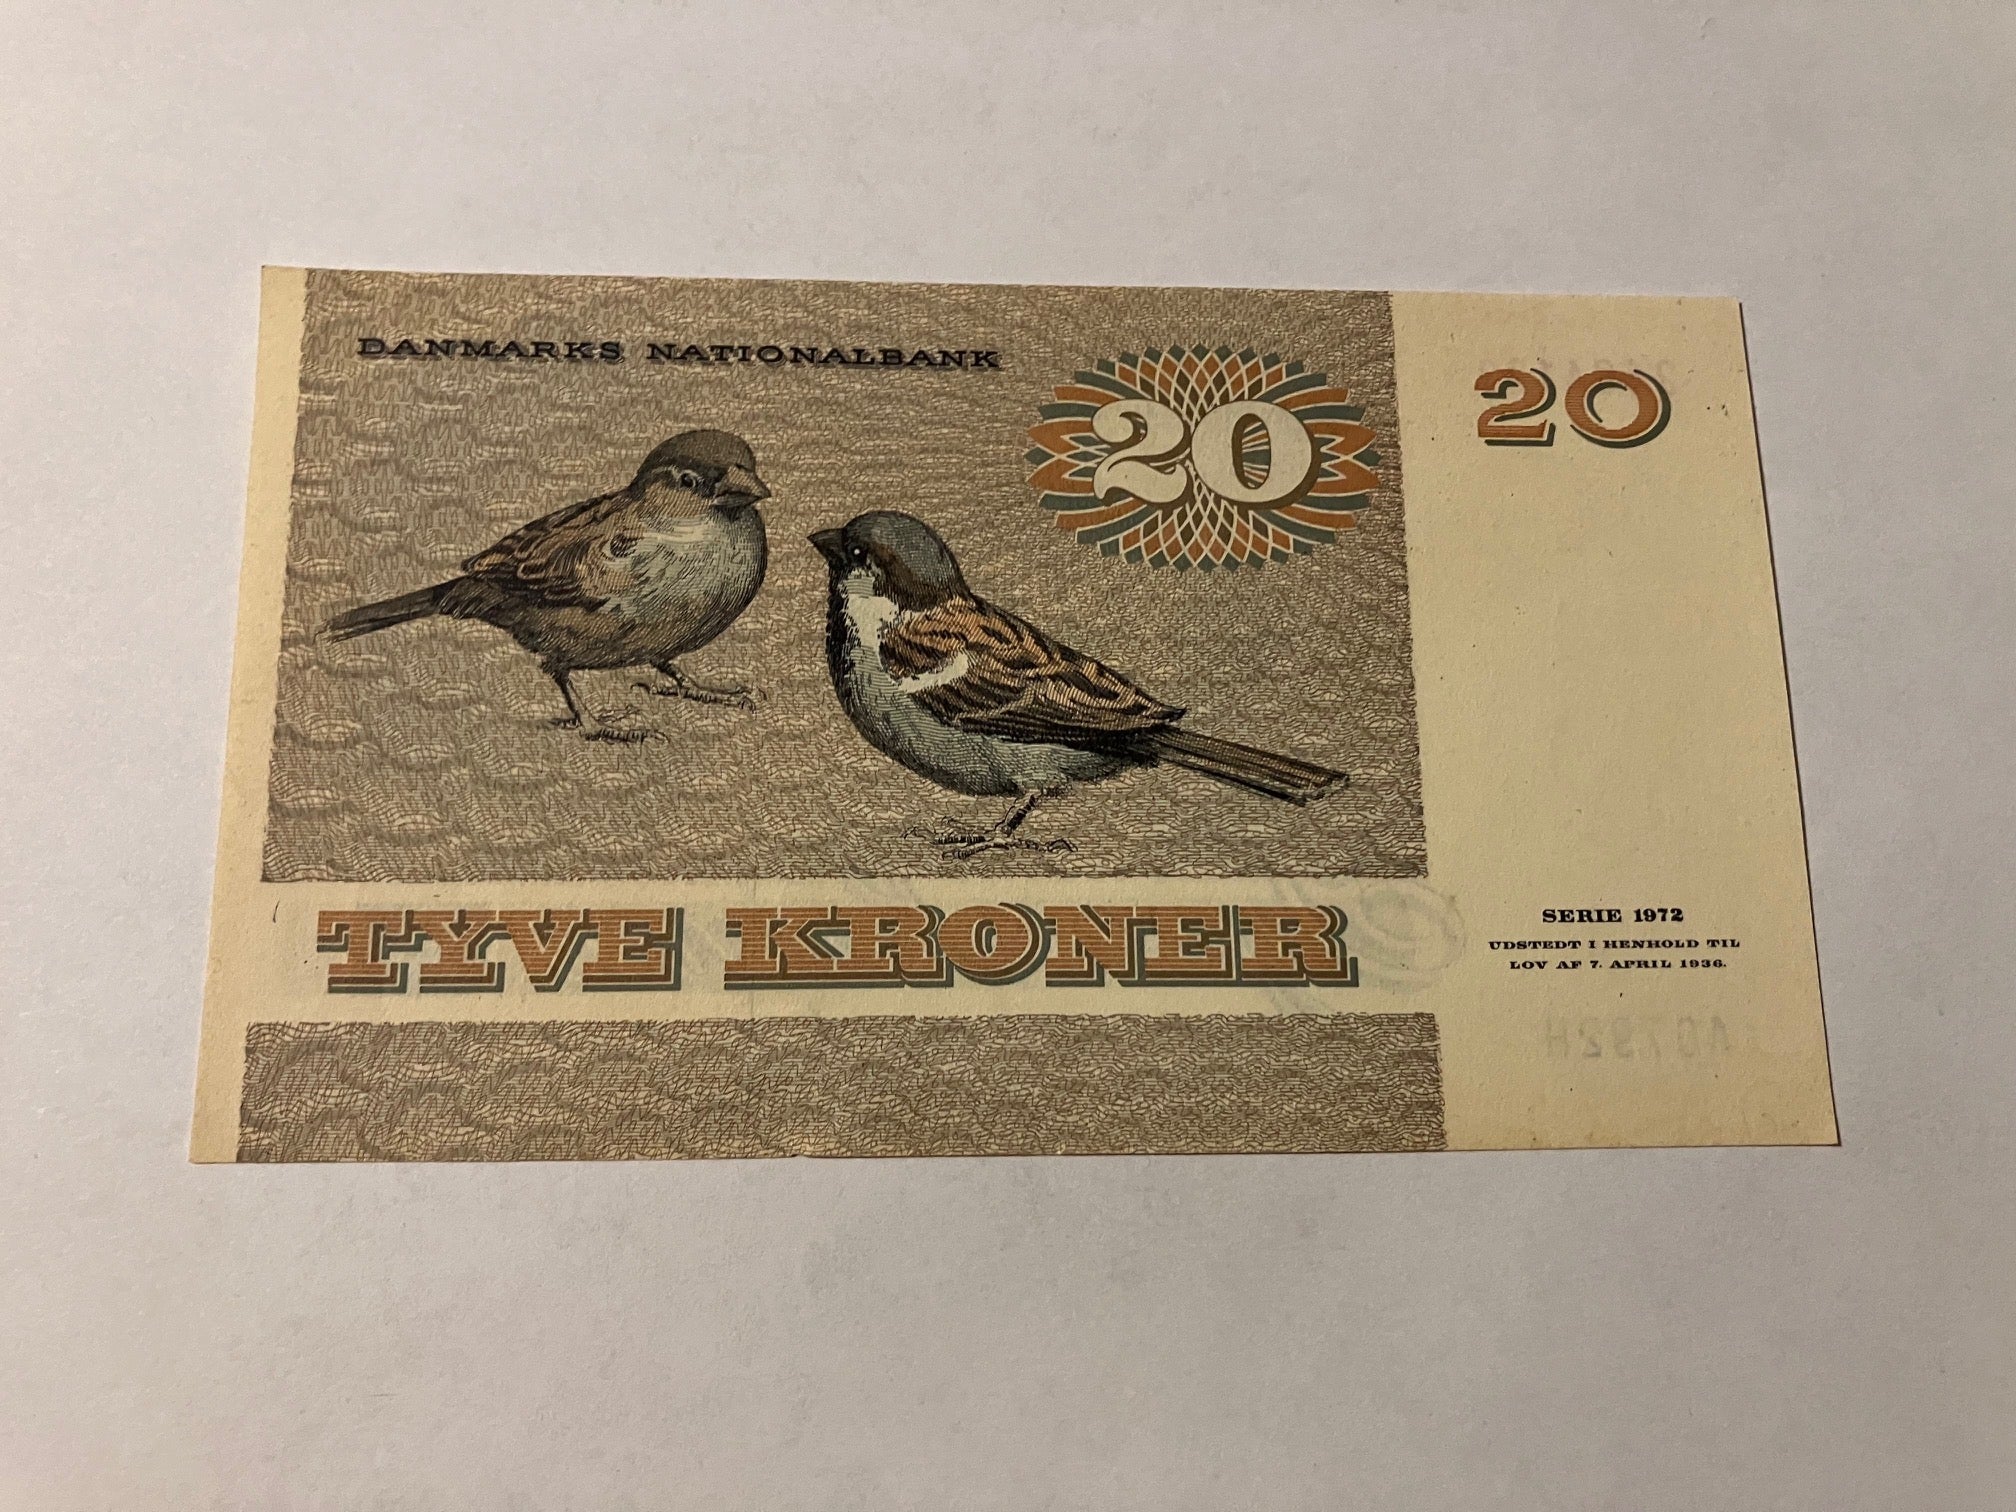 DANMARKS NATIONALBANK
20
20
TYVE KRONER
SERIE 1972
UDSTEDT I HENHOLD TIL
LOV AF 7. APRIL 1936.